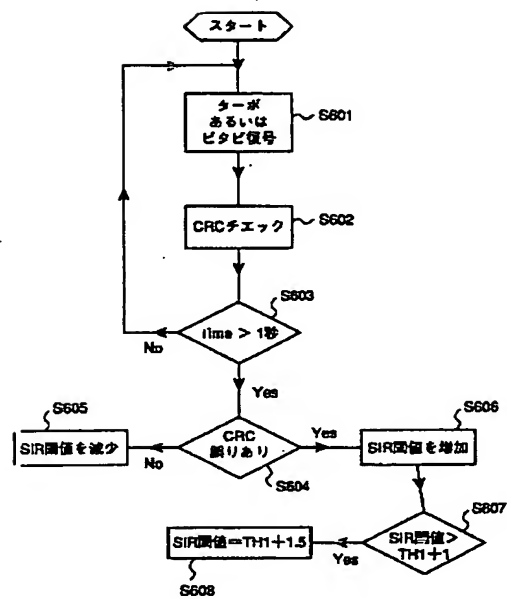 スタート
ターボ
あるいは
ビタビ復号
S601
CRCチェック
S602
S603
time > 1秒
No
Yes
S605
SIR閾値を減少
No
CRC
誤りあり
S604
Yes
S606
SIR閾値を増加
S607
SIR閾値>
TH1+1
Yes
SIR閾値=TH1+1.5
S608